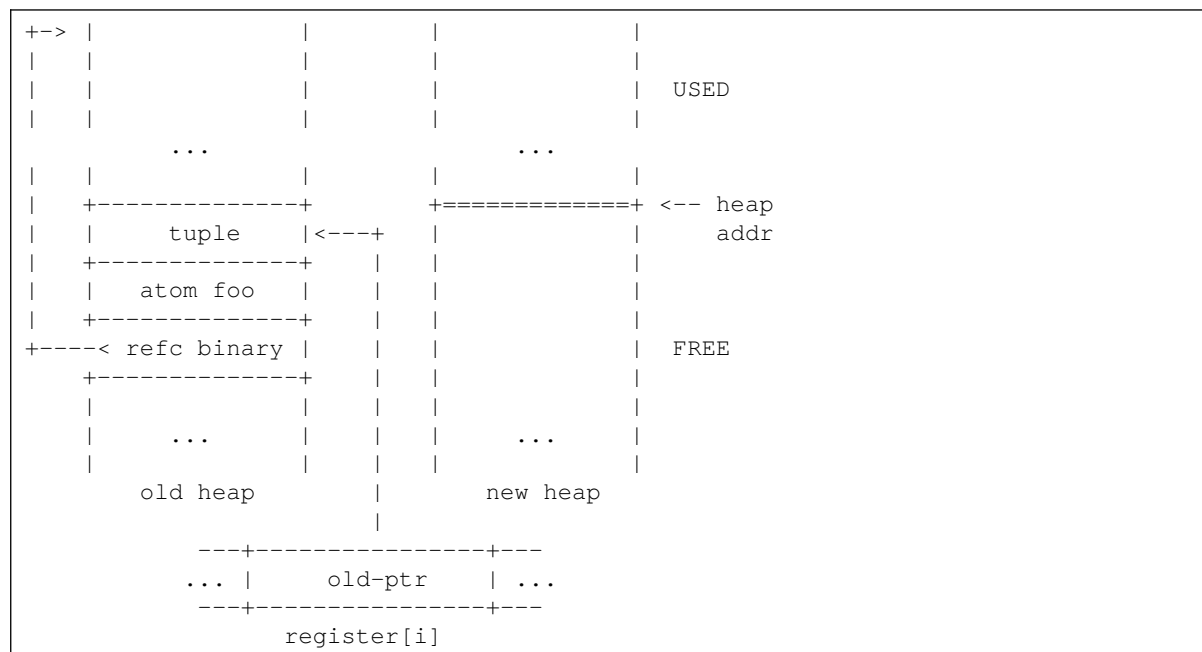 +-> |              |        |             |
|   |              |        |             |
|   |              |        |             |  USED
|   |              |        |             |
          ...                     ...
|   |              |        |             |
|   +--------------+        +=============+ <-- heap
|   |     tuple    |<---+   |             |     addr
|   +--------------+    |   |             |
|   |   atom foo   |    |   |             |
|   +--------------+    |   |             |
+----< refc binary |    |   |             |  FREE
    +--------------+    |   |             |
    |              |    |   |             |
    |     ...      |    |   |     ...     |
    |              |    |   |             |
        old heap        |       new heap
                        |
            ---+----------------+---
           ... |     old-ptr    | ...
            ---+----------------+---
                  register[i]